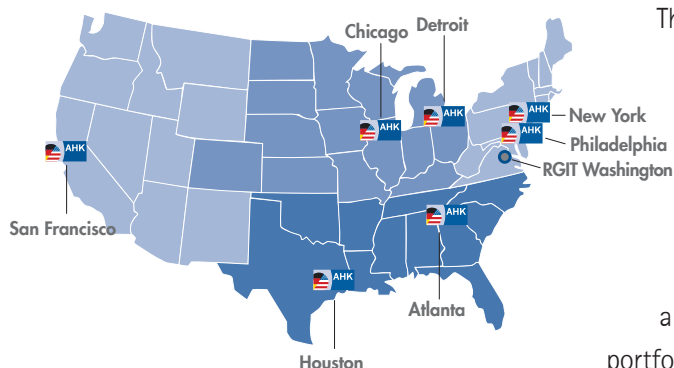 Th
Chicago
Detroit
AHK
AHK
AHK
New York
AHK
Philadelphia
AHK
RGIT Washington
San Francisco
AHK
AHK
Atlanta
a
Houston
portfo